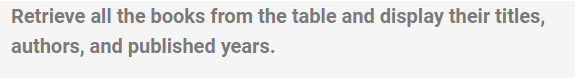 Retrieve all the books from the table and display their titles,
authors, and published years.